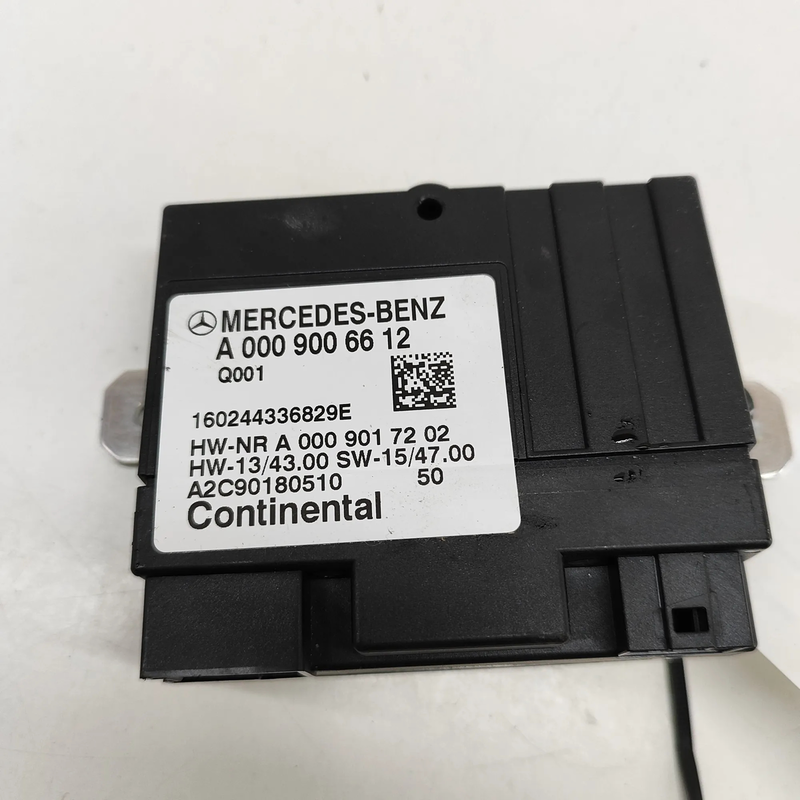 MERCEDES-BENZ
A 000 900 66 12
Q001
160244336829E
HW-NR A 000 901 72 02
HW-13/43.00 SW-15/47.00
A2C90180510 50
Continental